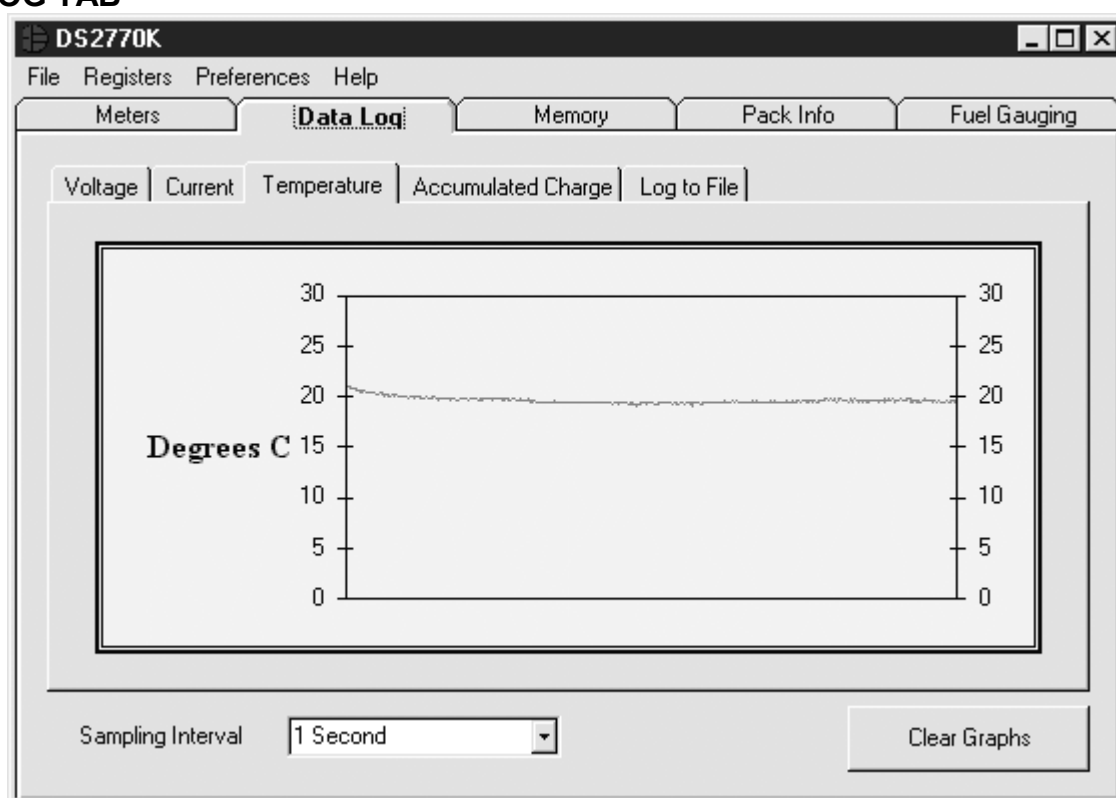 TAB
DS2770K
File Registers Preferences Help
Meters Data Log Memory Pack Info Fuel Gauging
Voltage Current Temperature Accumulated Charge Log to File
30 30
25 25
20 20
Degrees C 15 15
10 10
5 5
0 0
Sampling Interval 1 Second Clear Graphs